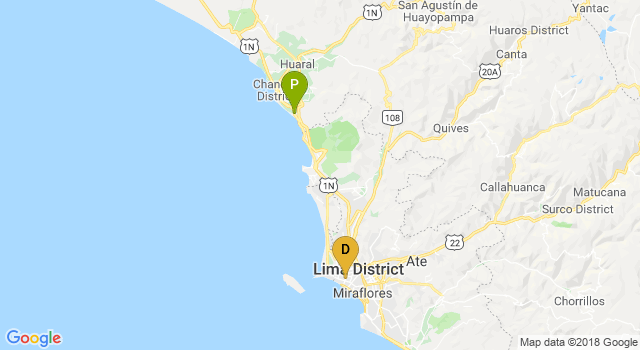 San Agustín de
Huayopampa
Yantac
1N
1N
Huaros District
Huaral
Canta
20A
Chan
District
P
108
Quives
1N
Callahuanca
Matucana
Surco District
D
22
Lima District
Ate
Miraflores
Chorrillos
Google
Map data ©2018 Google